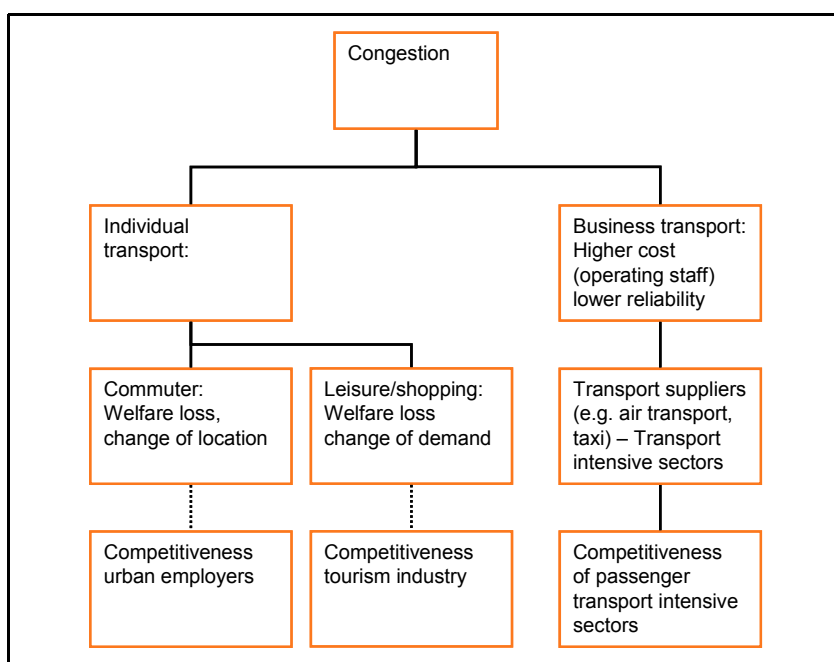 Congestion
Individual
transport:
Business transport:
Higher cost
(operating staff)
lower reliability
Commuter:
Welfare loss,
change of location
Leisure/shopping:
Welfare loss
change of demand
Transport suppliers
(e.g. air transport,
taxi) – Transport
intensive sectors
Competitiveness
urban employers
Competitiveness
tourism industry
Competitiveness
of passenger
transport intensive
sectors